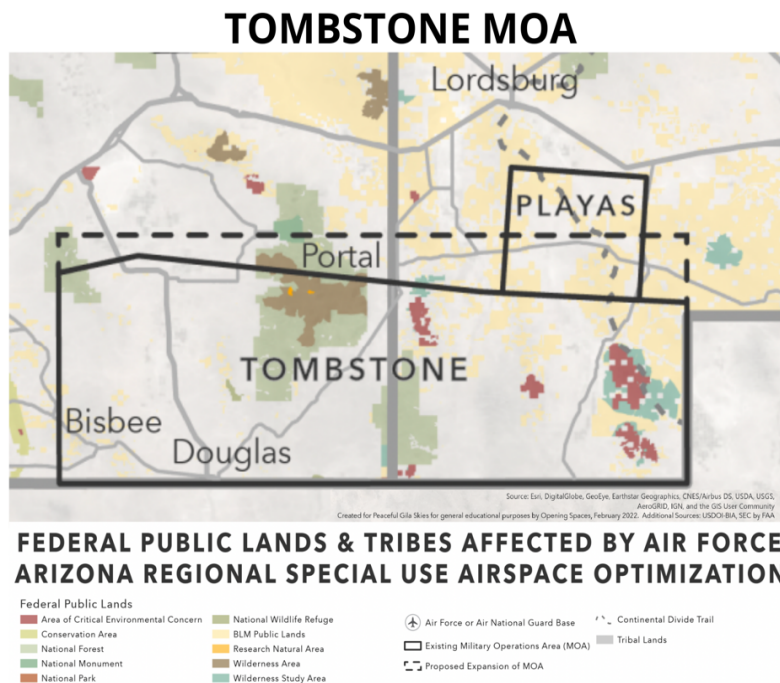 TOMBSTONE MOA
Lordsburg
PLAYAS
Portal
TOMBSTONE
Bisbee
Douglas
Source: Esri, DigitalGlobe, GeoEye, Earthstar Geographics, CNES/Airbus DS, USDA, USGS,
AeroGRID, IGN, and the GIS User Community
Created for Peaceful Gila Skies for general educational purposes by Opening Spaces, February 2022. Additional Sources: USDOI-BIA, SEC by FAA
FEDERAL PUBLIC LANDS & TRIBES AFFECTED BY AIR FORCE
ARIZONA REGIONAL SPECIAL USE AIRSPACE OPTIMIZATION
Federal Public Lands
Area of Critical Environmental Concern
Conservation Area
National Forest
National Monument
National Park
National Wildlife Refuge
BLM Public Lands
Research Natural Area
Wilderness Area
Wilderness Study Area
Air Force or Air National Guard Base
Existing Military Operations Area (MOA)
Proposed Expansion of MOA
Continental Divide Trail
Tribal Lands